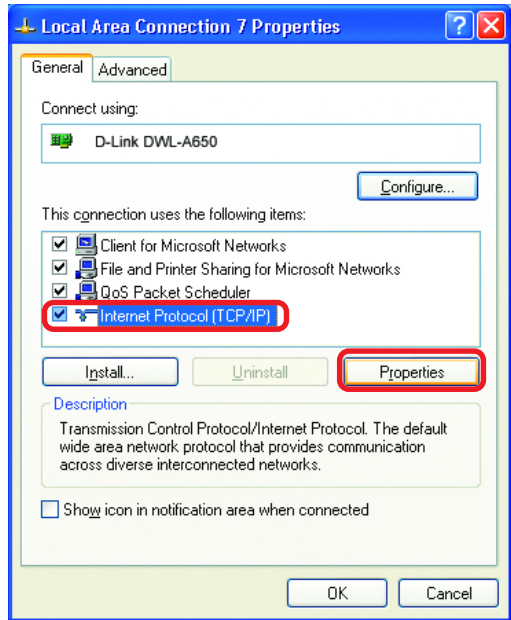 Local Area Connection 7 Properties
General Advanced
Connect using:
D-Link DWL-A650
Configure...
This connection uses the following items:
Client for Microsoft Networks
File and Printer Sharing for Microsoft Networks
QoS Packet Scheduler
Internet Protocol (TCP/IP)
Install... Uninstall Properties
Description
Transmission Control Protocol/Internet Protocol. The default
wide area network protocol that provides communication
across diverse interconnected networks.
Show icon in notification area when connected
OK Cancel